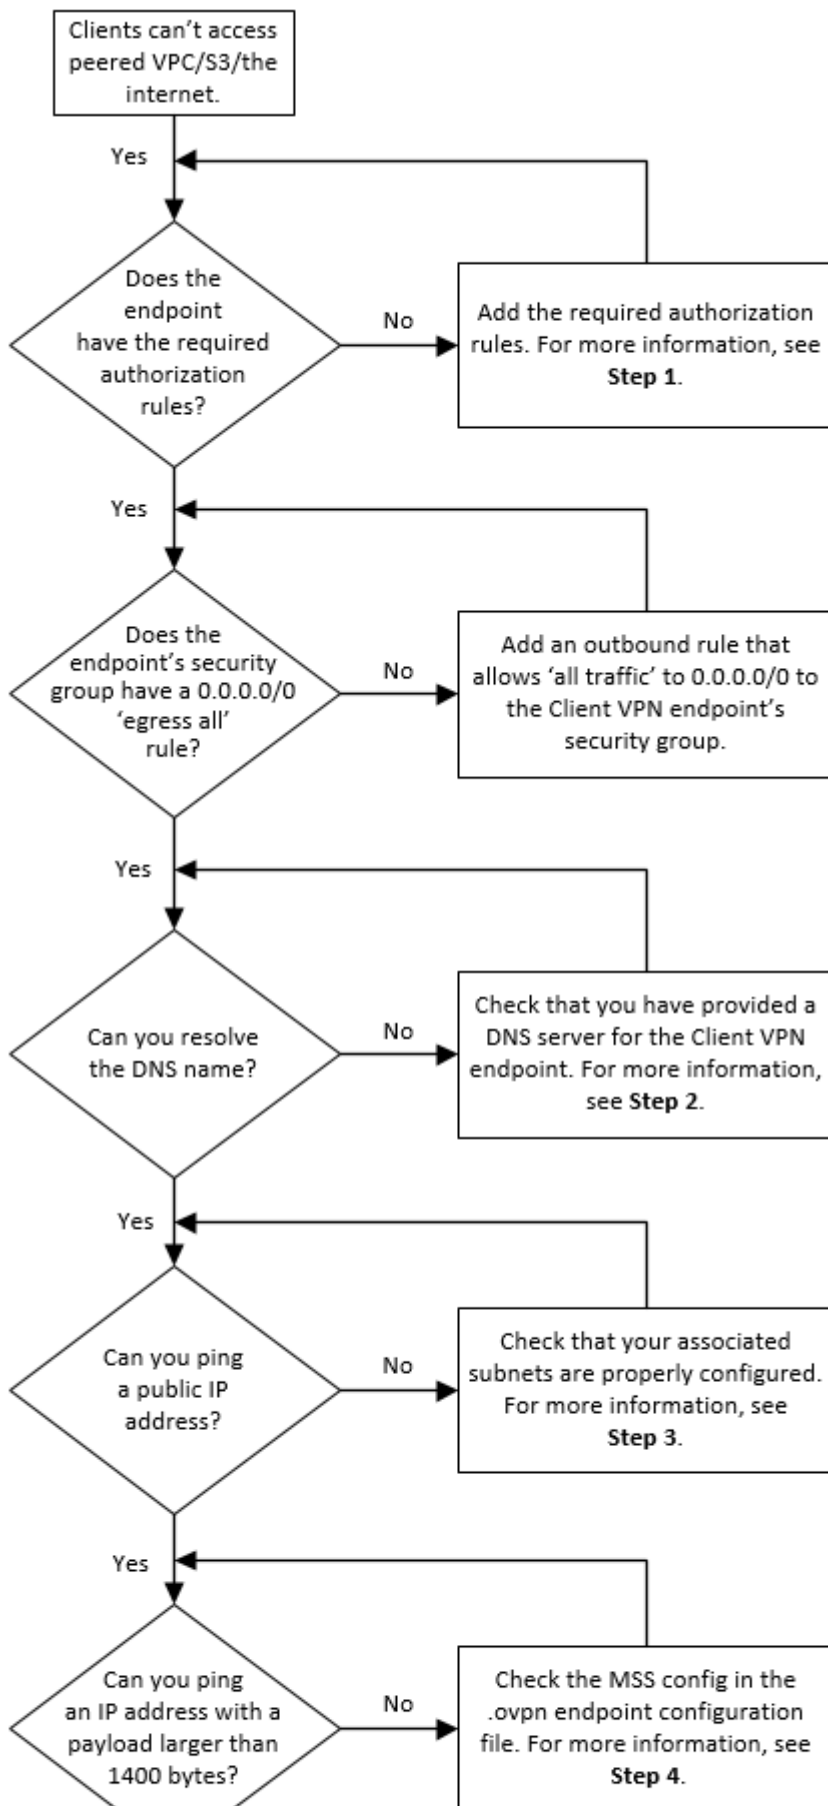 Clients can't access
peered VPC/S3/the
internet.
Yes
Does the
endpoint
have the required
authorization
rules?
No
Add the required authorization
rules. For more information, see
Step 1.
Yes
Does the
endpoint's security
group have a 0.0.0.0/0
'egress all'
rule?
No
Add an outbound rule that
allows 'all traffic' to 0.0.0.0/0 to
the Client VPN endpoint's
security group.
Yes
Can you resolve
the DNS name?
No
Check that you have provided a
DNS server for the Client VPN
endpoint. For more information,
see Step 2.
Yes
Can you ping
a public IP
address?
No
Check that your associated
subnets are properly configured.
For more information, see
Step 3.
Yes
Can you ping
an IP address with a
payload larger than
1400 bytes?
No
Check the MSS config in the
.ovpn endpoint configuration
file. For more information, see
Step 4.